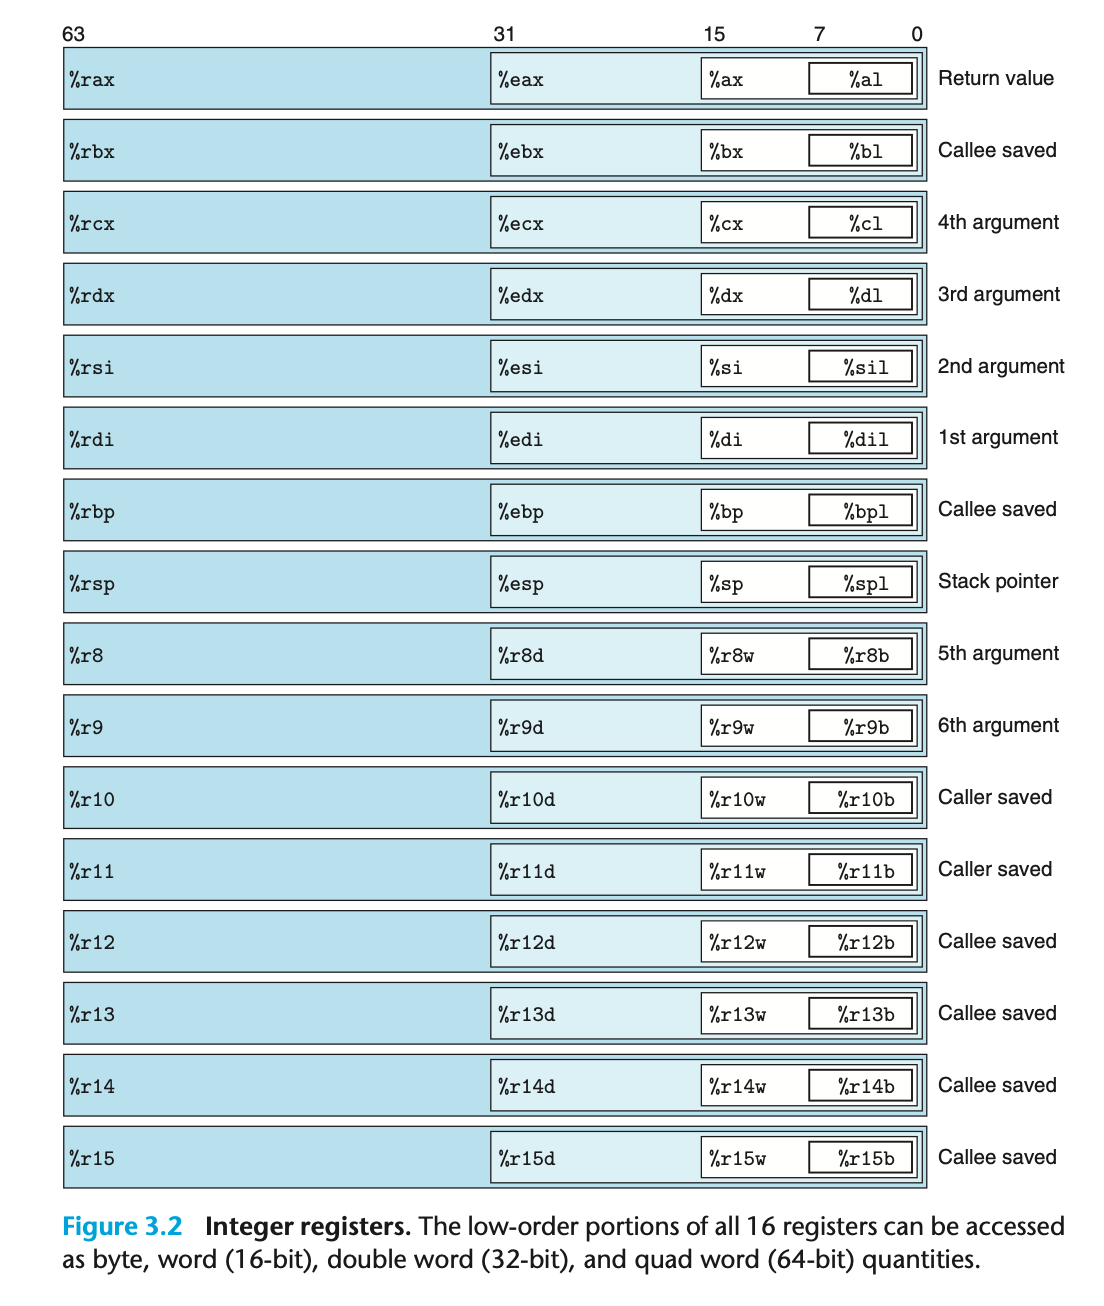 63 31 15 7 0
%rax %eax %ax %al Return value
%rbx %ebx %bx %bl Callee saved
%rcx %ecx %cx %cl 4th argument
%rdx %edx %dx %dl 3rd argument
%rsi %esi %si %sil 2nd argument
%rdi %edi %di %dil 1st argument
%rbp %ebp %bp %bpl Callee saved
%rsp %esp %sp %spl Stack pointer
%r8 %r8d %r8w %r8b 5th argument
%r9 %r9d %r9w %r9b 6th argument
%r10 %r10d %r10w %r10b Caller saved
%r11 %r11d %r11w %r11b Caller saved
%r12 %r12d %r12w %r12b Callee saved
%r13 %r13d %r13w %r13b Callee saved
%r14 %r14d %r14w %r14b Callee saved
%r15 %r15d %r15w %r15b Callee saved
Figure 3.2 Integer registers. The low-order portions of all 16 registers can be accessed
as byte, word (16-bit), double word (32-bit), and quad word (64-bit) quantities.